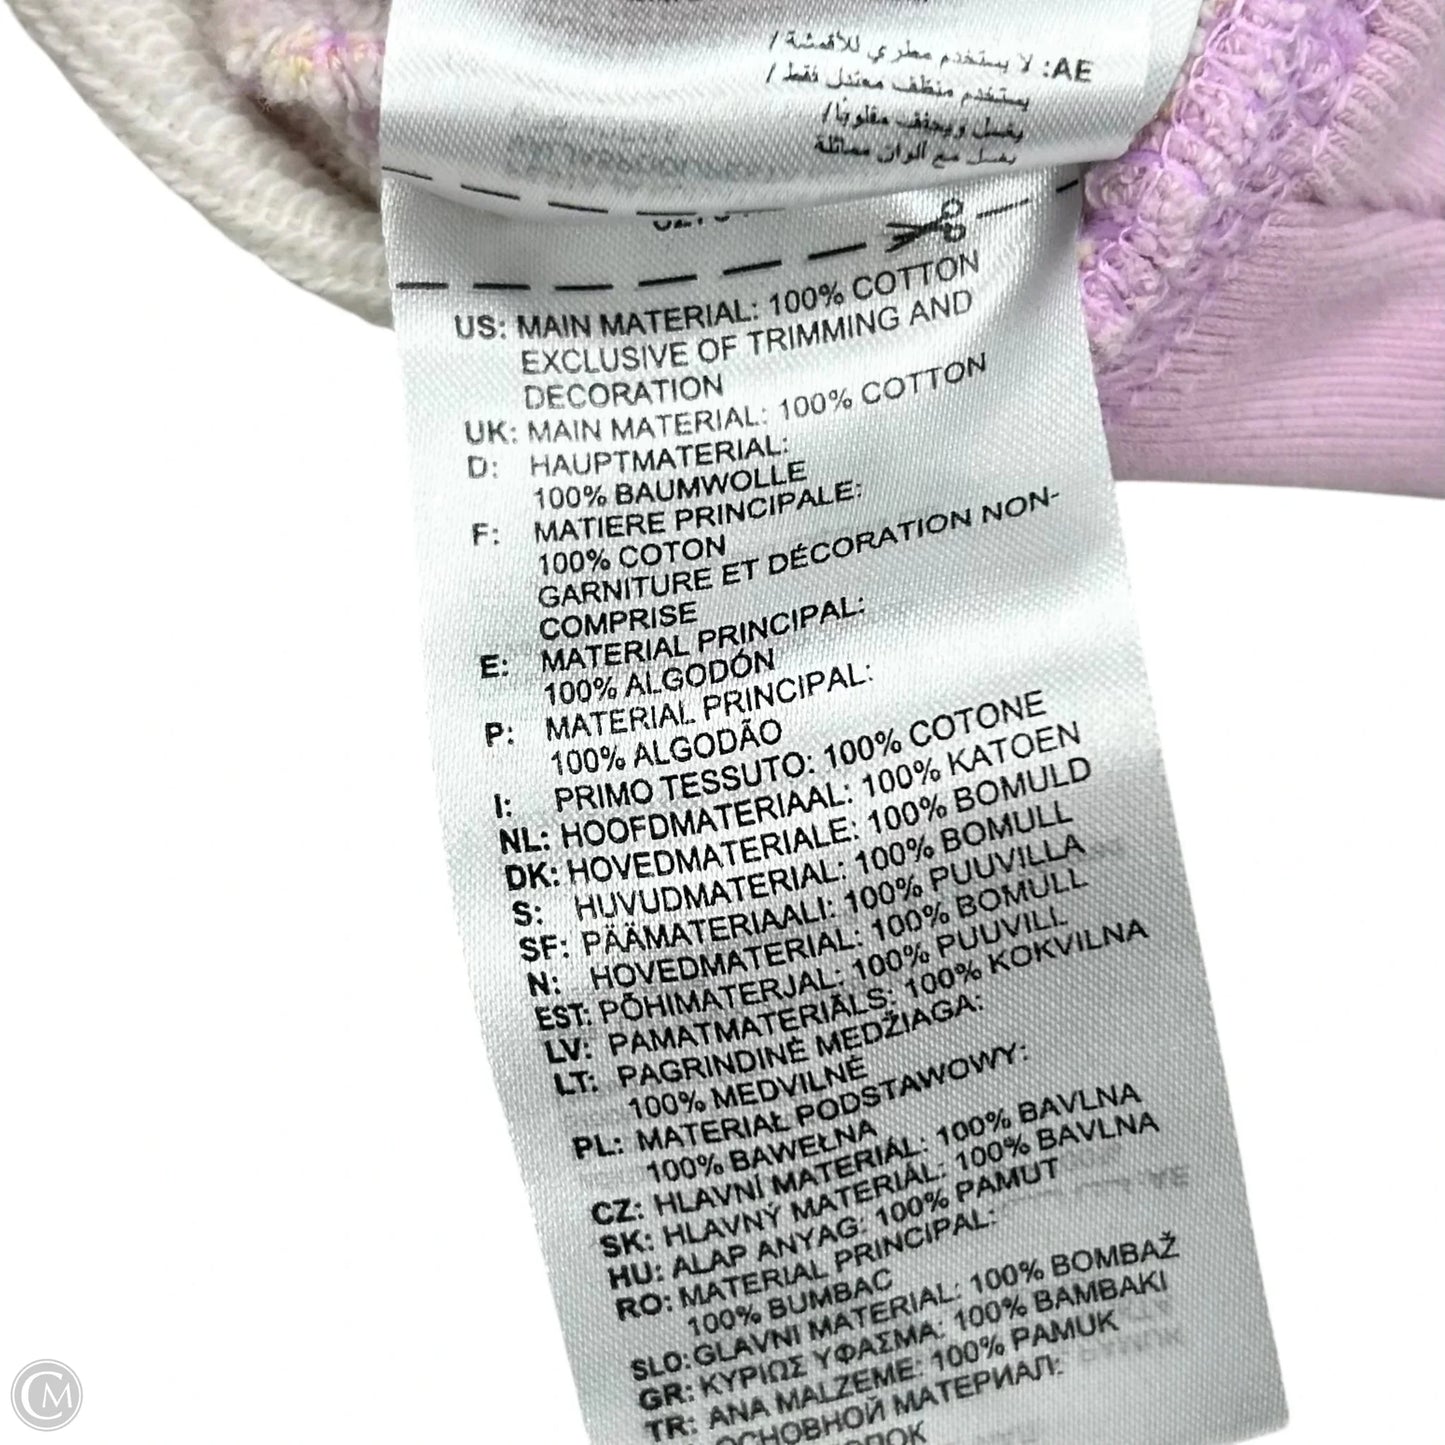 AE: لا يستخدم مطري للأقمشة /
يستخدم منظف معتدل فقط /
يغسل ويجفف مقلوبًا /
يغسل مع ألوان مماثلة
US: MAIN MATERIAL: 100% COTTON
EXCLUSIVE OF TRIMMING AND
DECORATION
UK: MAIN MATERIAL: 100% COTTON
D: HAUPTMATERIAL:
100% BAUMWOLLE
F: MATIERE PRINCIPALE:
100% COTON
GARNITURE ET DÉCORATION NON-
COMPRISE
E: MATERIAL PRINCIPAL:
100% ALGODÓN
P: MATERIAL PRINCIPAL:
100% ALGODÃO
I: PRIMO TESSUTO: 100% COTONE
NL: HOOFDMATERIAAL: 100% KATOEN
DK: HOVEDMATERIALE: 100% BOMULD
S: HUVUDMATERIAL: 100% BOMULL
SF: PÄÄMATERIAALI: 100% PUUVILLA
N: HOVEDMATERIAL: 100% BOMULL
EST: PÕHIMATERJAL: 100% PUUVILL
LV: PAMATMATERIĀLS: 100% KOKVILNA
LT: PAGRINDINĖ MEDŽIAGA:
100% MEDVILNĖ
PL: MATERIAŁ PODSTAWOWY:
100% BAWEŁNA
CZ: HLAVNÍ MATERIÁL: 100% BAVLNA
SK: HLAVNÝ MATERIÁL: 100% BAVLNA
HU: ALAP ANYAG: 100% PAMUT
RO: MATERIAL PRINCIPAL:
100% BUMBAC
SLO: GLAVNI MATERIAL: 100% BOMBAŽ
GR: ΚΥΡΙΩΣ ΥΦΑΣΜΑ: 100% ΒΑΜΒΑΚΙ
TR: ANA MALZEME: 100% PAMUK
ОСНОВНОЙ МАТЕРИАЛ:
CM